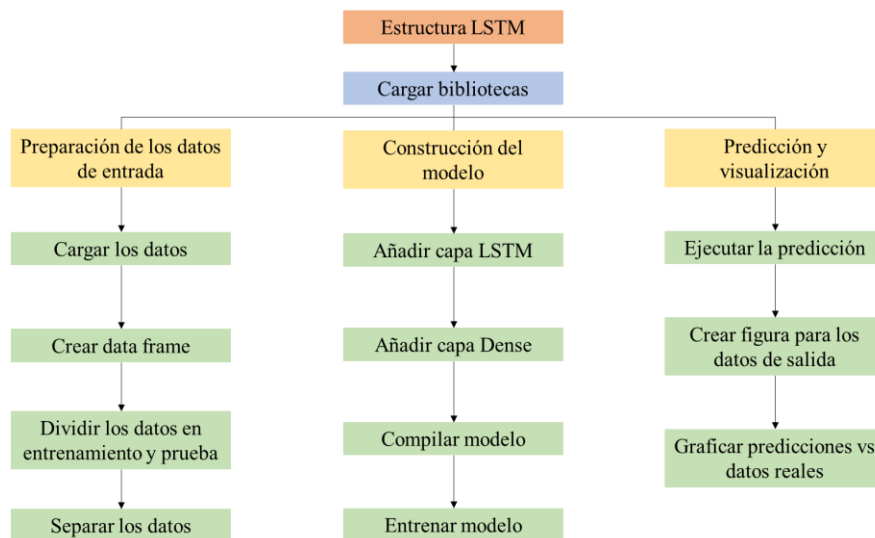 Estructura LSTM
Cargar bibliotecas
Preparación de los datos
de entrada
Cargar los datos
Crear data frame
Dividir los datos en
entrenamiento y prueba
Separar los datos
Construcción del
modelo
Añadir capa LSTM
Añadir capa Dense
Compilar modelo
Entrenar modelo
Predicción y
visualización
Ejecutar la predicción
Crear figura para los
datos de salida
Graficar predicciones vs
datos reales